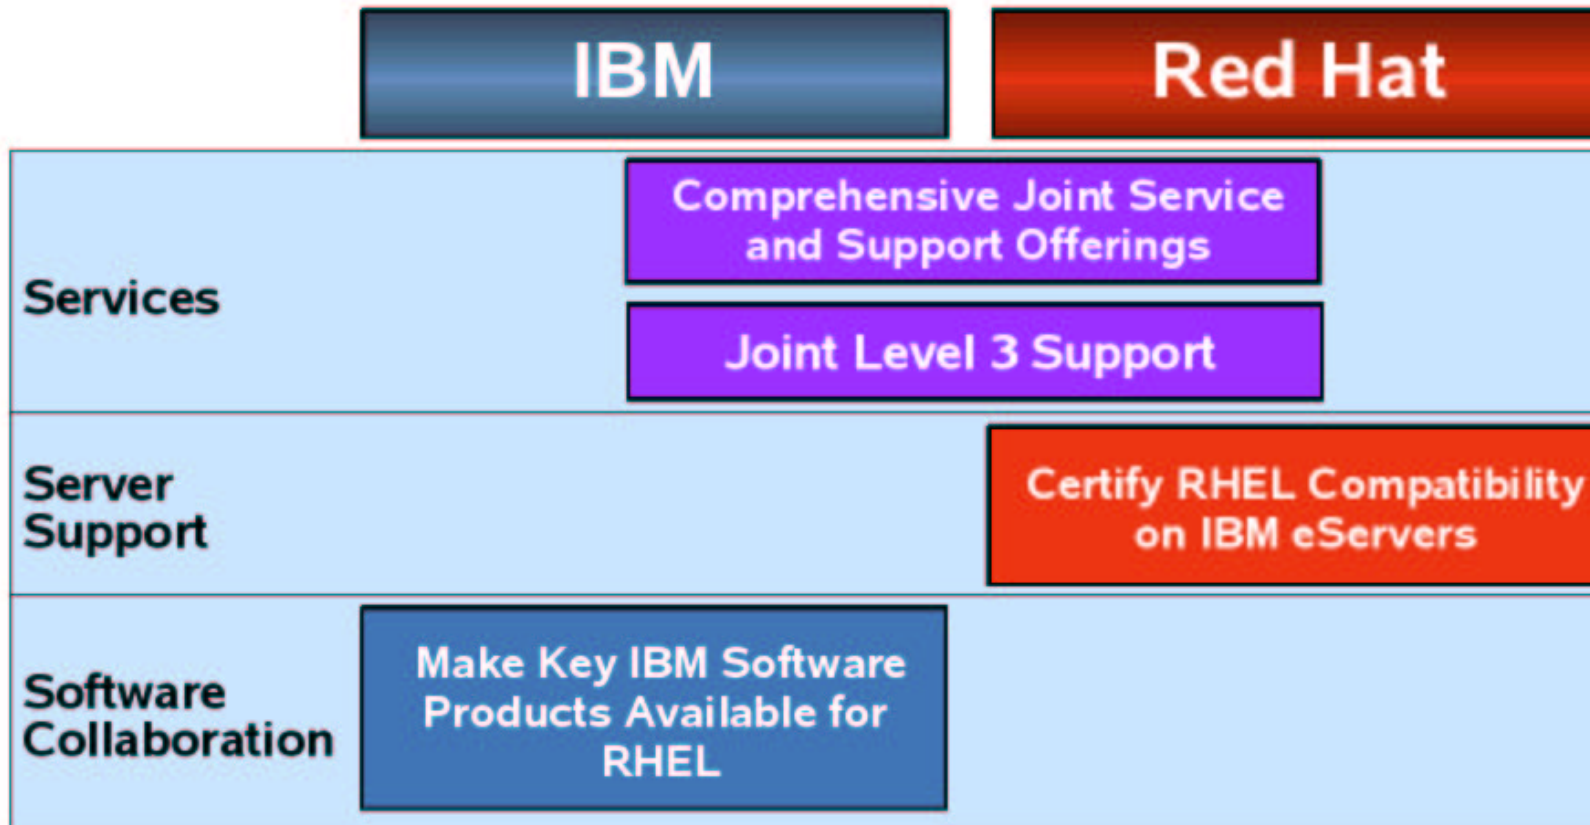 IBM
Red Hat
Services
Comprehensive Joint Service
and Support Offerings
Joint Level 3 Support
Server
Support
Certify RHEL Compatibility
on IBM eServers
Software
Collaboration
Make Key IBM Software
Products Available for
RHEL